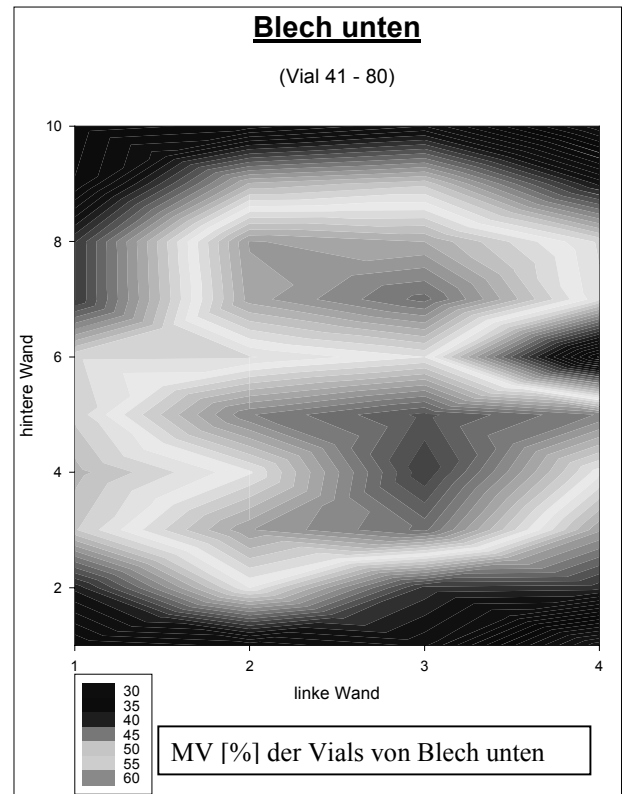 Blech unten
(Vial 41 - 80)
10
8
6
4
2
hintere Wand
1 2 3 4
linke Wand
30
35
40
45
50
55
60
MV [%] der Vials von Blech unten